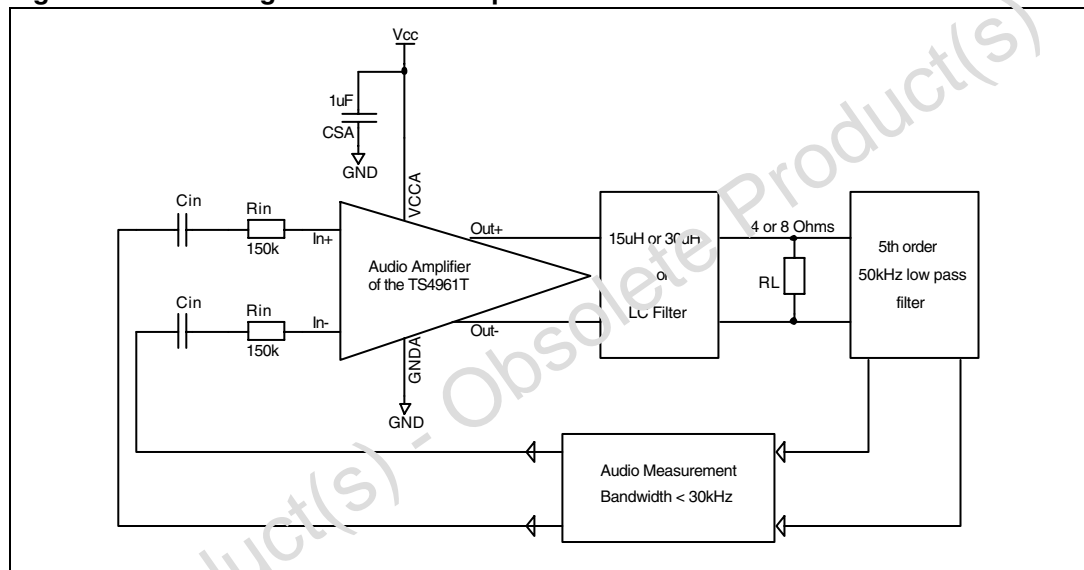 Vcc
1uF
CSA
GND
VCCA
Cin
Rin
150k
In+
Audio Amplifier
of the TS4961T
Cin
Rin
150k
In-
GNDA
GND
Out+
Out-
15uH or 30uH
or
LC Filter
4 or 8 Ohms
RL
5th order
50kHz low pass
filter
Audio Measurement
Bandwidth < 30kHz
duct(s) - Obsolete Product(s)